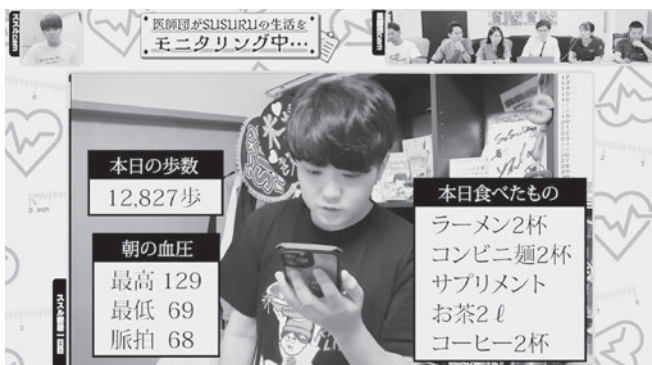 医師団がSUSURUの生活を
モニタリング中…
本日の歩数
12,827歩
朝の血圧
最高 129
最低 69
脈拍 68
本日食べたもの
ラーメン2杯
コンビニ麺2杯
サプリメント
お茶2ℓ
コーヒー2杯